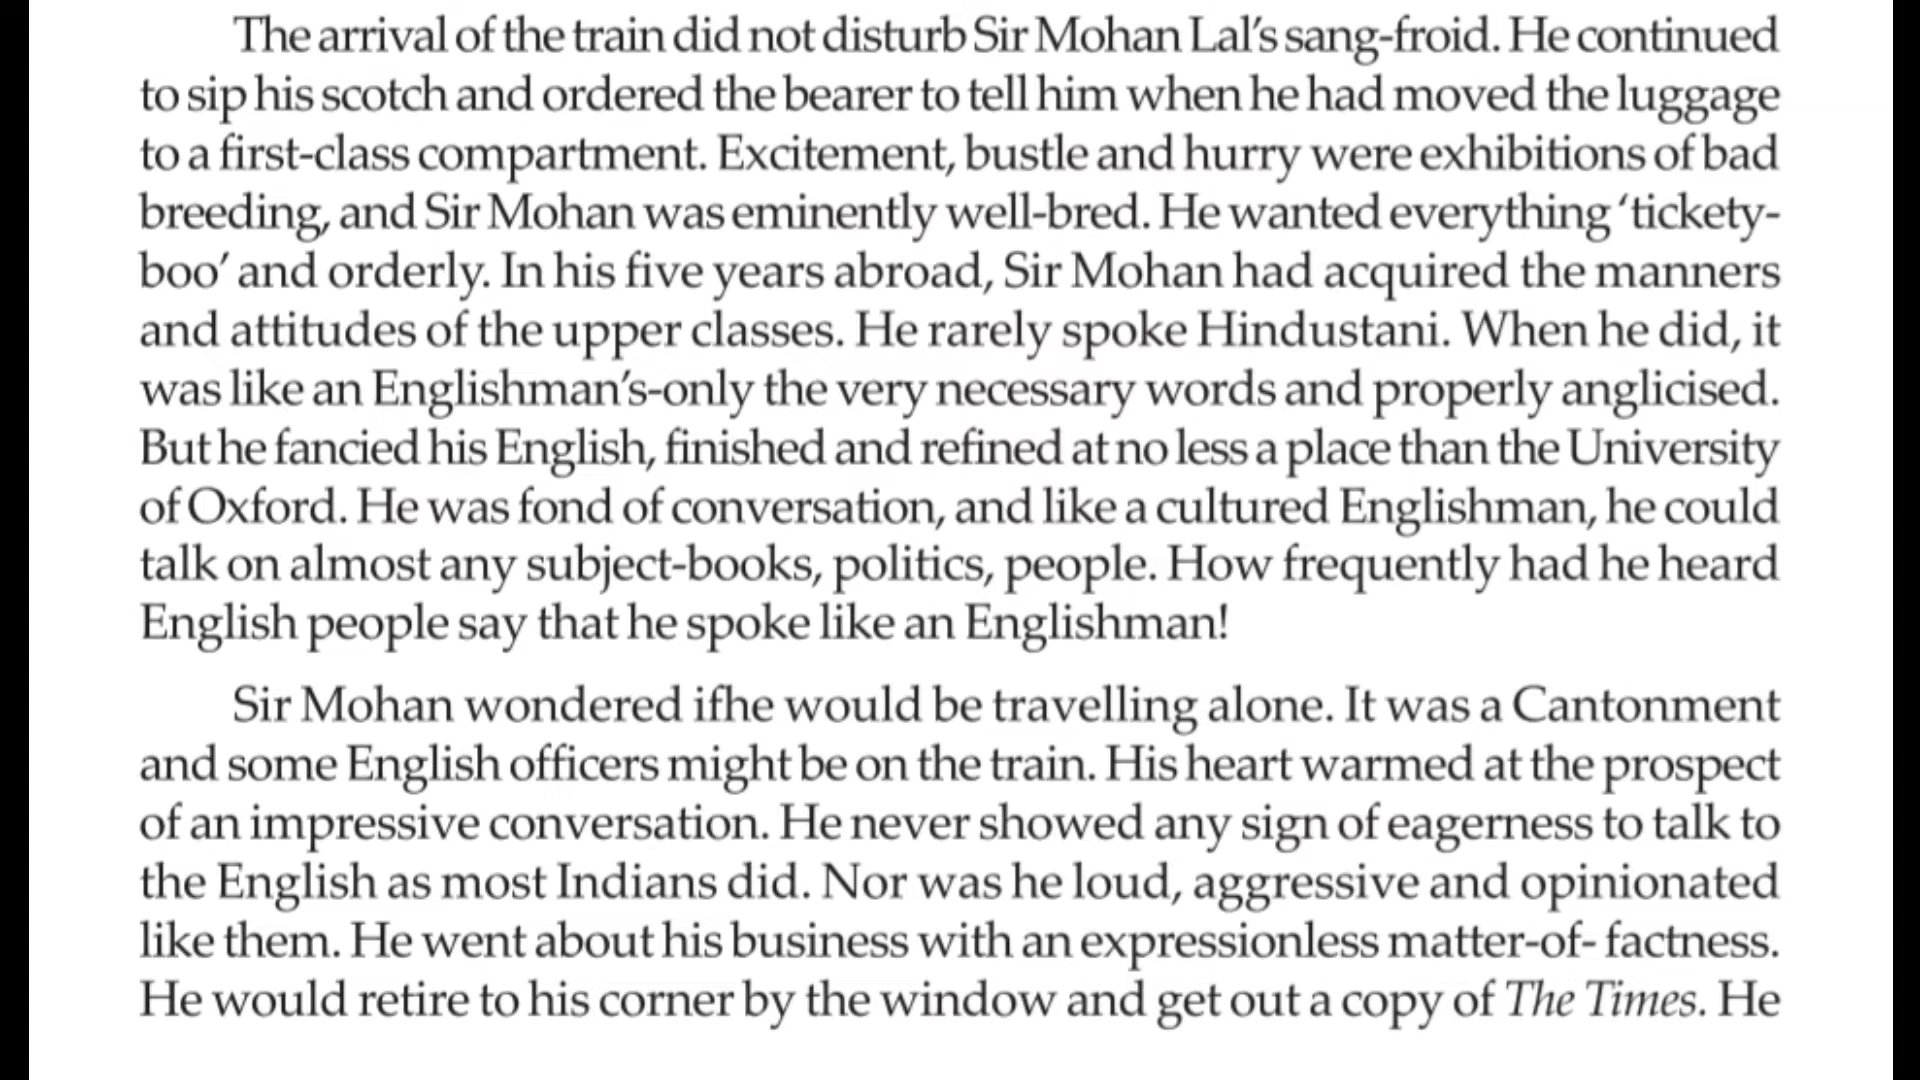 The arrival of the train did not disturb Sir Mohan Lal's sang-froid. He continued
to sip his scotch and ordered the bearer to tell him when he had moved the luggage
to a first-class compartment. Excitement, bustle and hurry were exhibitions of bad
breeding, and Sir Mohan was eminently well-bred. He wanted everything 'tickety-
boo' and orderly. In his five years abroad, Sir Mohan had acquired the manners
and attitudes of the upper classes. He rarely spoke Hindustani. When he did, it
was like an Englishman's-only the very necessary words and properly anglicised.
But he fancied his English, finished and refined at no less a place than the University
of Oxford. He was fond of conversation, and like a cultured Englishman, he could
talk on almost any subject-books, politics, people. How frequently had he heard
English people say that he spoke like an Englishman!
Sir Mohan wondered ifhe would be travelling alone. It was a Cantonment
and some English officers might be on the train. His heart warmed at the prospect
of an impressive conversation. He never showed any sign of eagerness to talk to
the English as most Indians did. Nor was he loud, aggressive and opinionated
like them. He went about his business with an expressionless matter-of- factness.
He would retire to his corner by the window and get out a copy of The Times. He